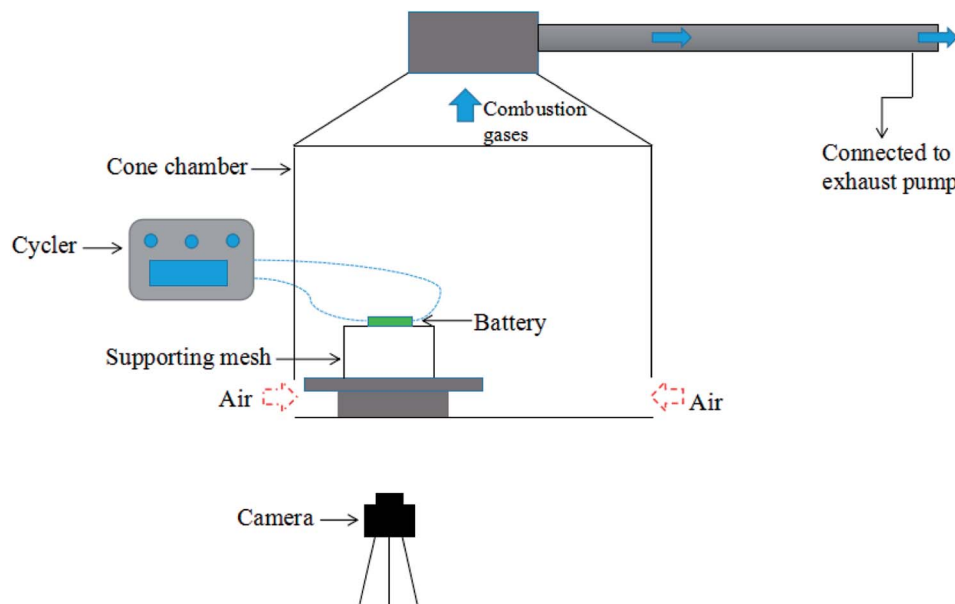 Combustion
gases
Connected to
exhaust pump
Cone chamber
Cycler
Battery
Supporting mesh
Air
Air
Camera